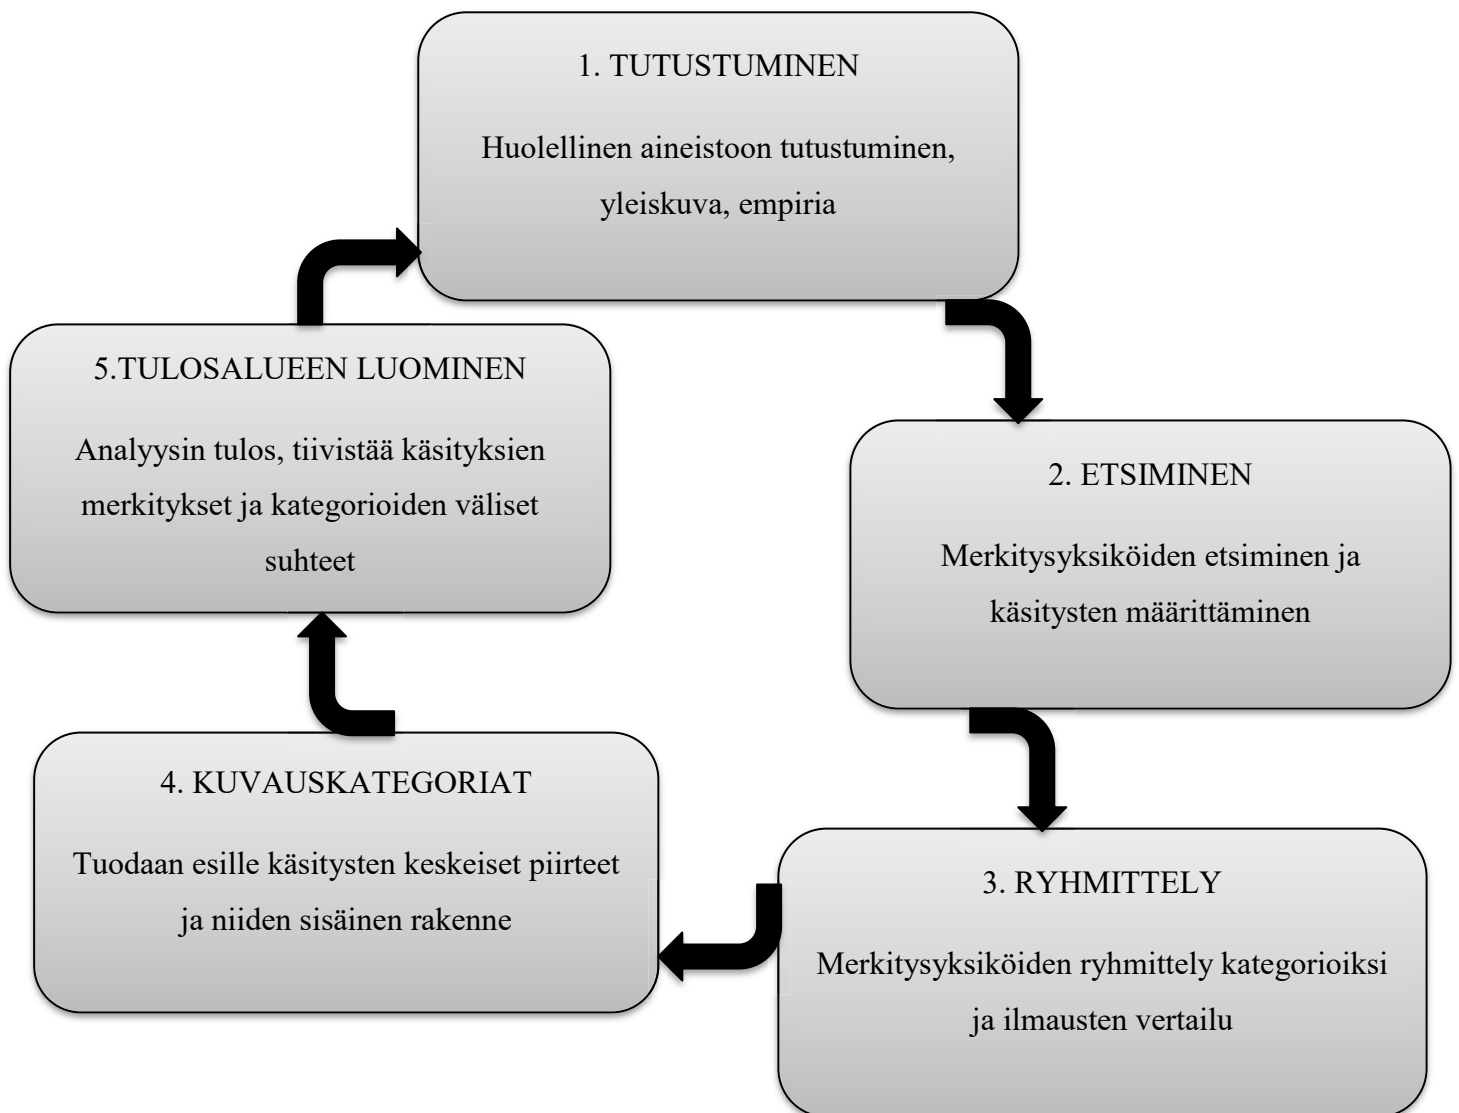 1. TUTUSTUMINEN
Huolellinen aineistoon tutustuminen,
yleiskuva, empiria
2. ETSIMINEN
Merkitysyksiköiden etsiminen ja
käsitysten määrittäminen
3. RYHMITTELY
Merkitysyksiköiden ryhmittely kategorioiksi
ja ilmausten vertailu
4. KUVAUSKATEGORIAT
Tuodaan esille käsitysten keskeiset piirteet
ja niiden sisäinen rakenne
5.TULOSALUEEN LUOMINEN
Analyysin tulos, tiivistää käsityksien
merkitykset ja kategorioiden väliset
suhteet